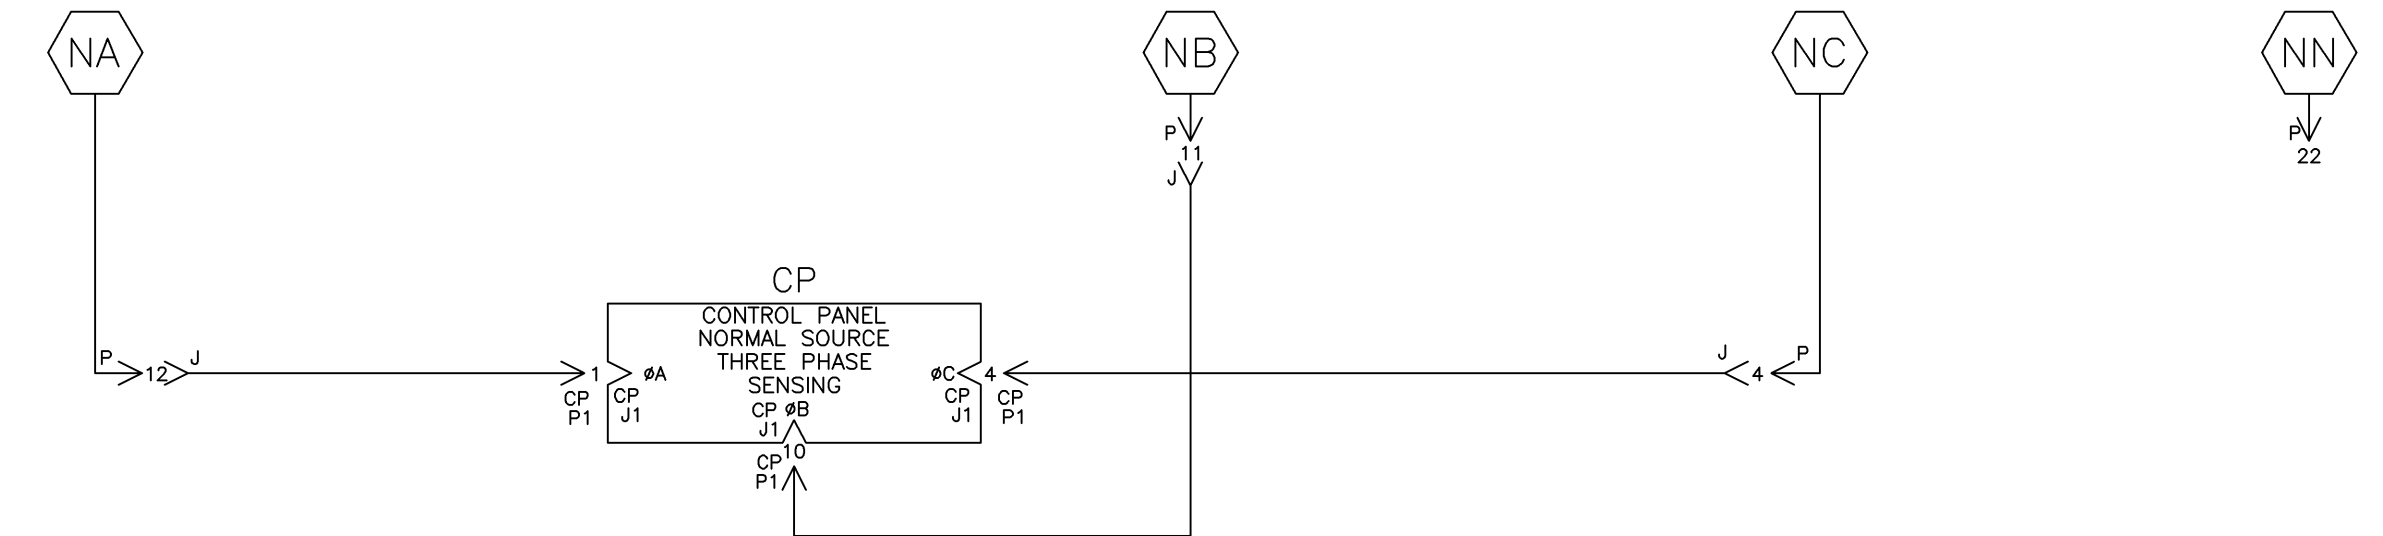 NA
NB
NC
NN
P
11
J
P
22
CP
CONTROL PANEL
NORMAL SOURCE
THREE PHASE
SENSING
P
12
J
1
øA
øC
4
J
4
P
CP
P1
CP
J1
CP øB
J1
CP
J1
CP
P1
10
CP
P1